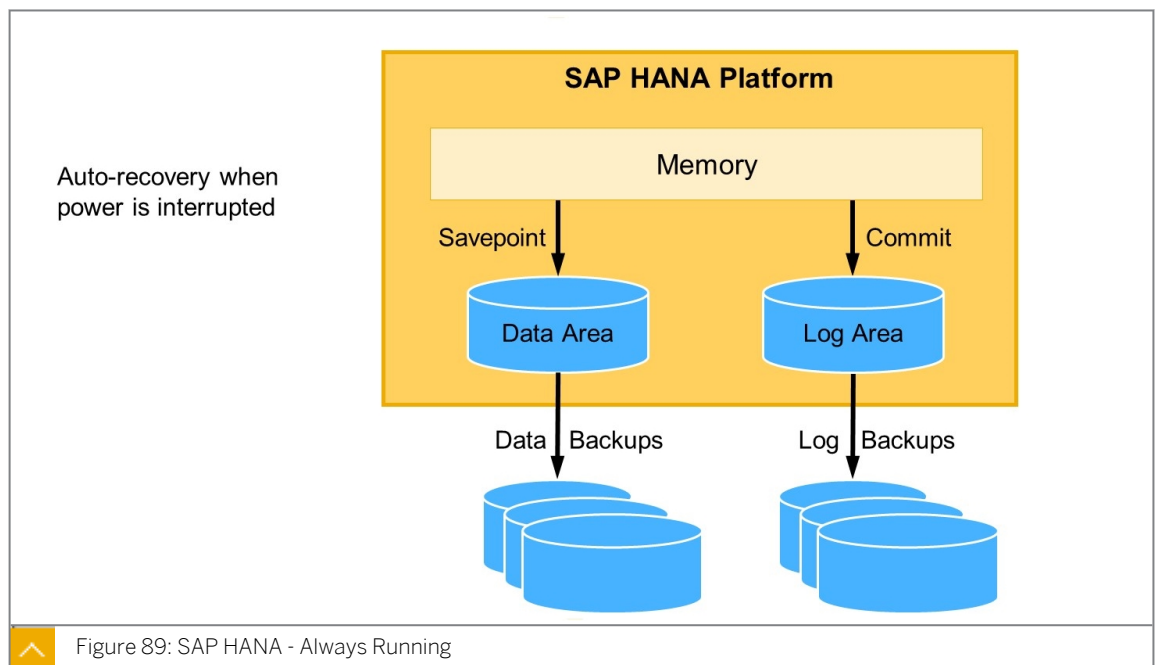 SAP HANA Platform
Memory
Auto-recovery when
power is interrupted
Savepoint
Commit
Data Area
Log Area
Data Backups
Log Backups
Figure 89: SAP HANA - Always Running